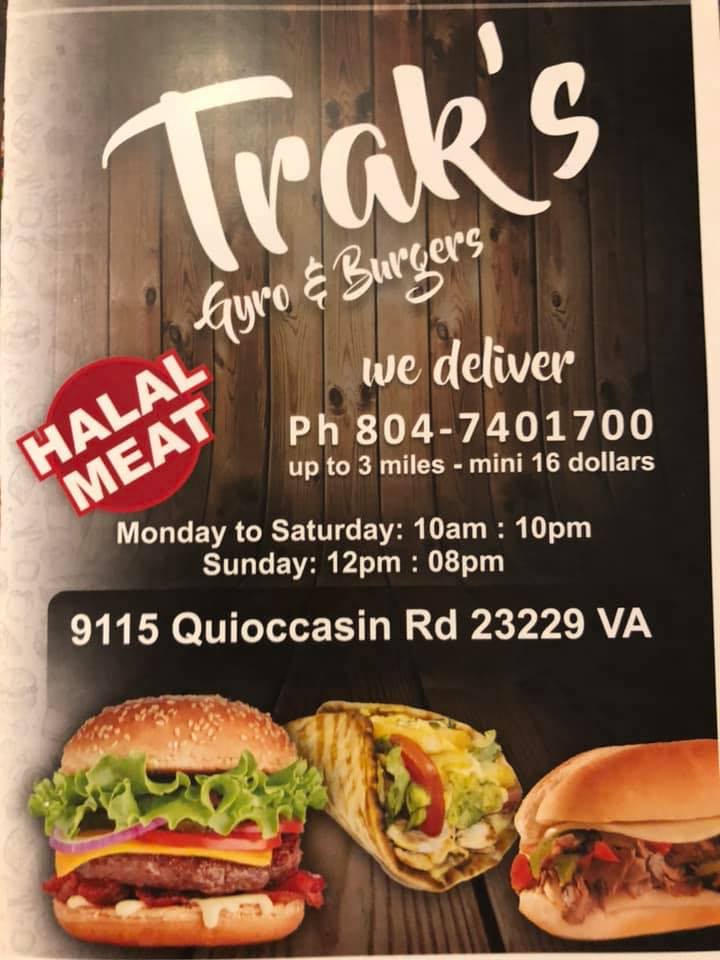 Trak's
Gyro & Burgers
we deliver
HALAL
MEAT
Ph 804-7401700
up to 3 miles - mini 16 dollars
Monday to Saturday: 10am : 10pm
Sunday: 12pm : 08pm
9115 Quioccasin Rd 23229 VA